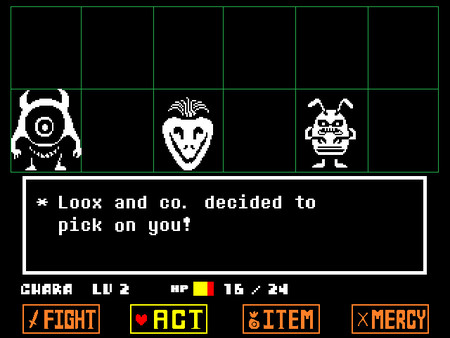 * Loox and co. decided to
pick on you!
CHARA LV 2 HP 16 / 24
FIGHT ACT ITEM MERCY